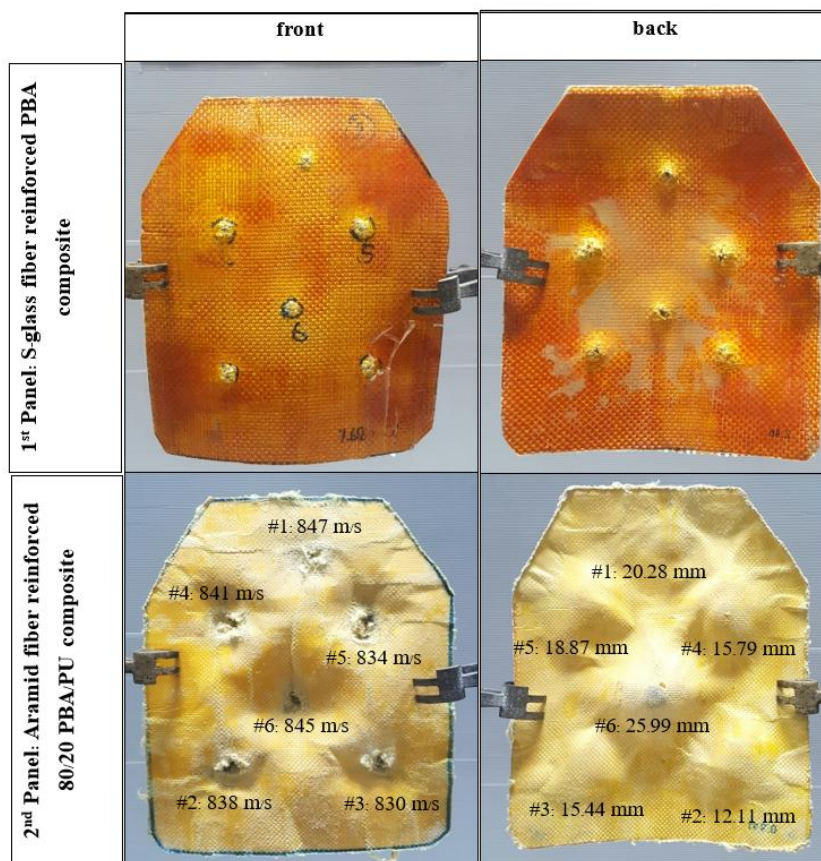 front
back
1st Panel: S-glass fiber reinforced PBA
composite
5
6
7.62
2nd Panel: Aramid fiber reinforced
80/20 PBA/PU composite
#1: 847 m/s
#4: 841 m/s
#5: 834 m/s
#6: 845 m/s
#2: 838 m/s
#3: 830 m/s
#1: 20.28 mm
#5: 18.87 mm
#4: 15.79 mm
#6: 25.99 mm
#3: 15.44 mm
#2: 12.11 mm